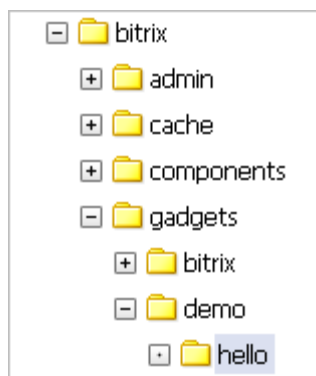 bitrix
admin
cache
components
gadgets
bitrix
demo
hello